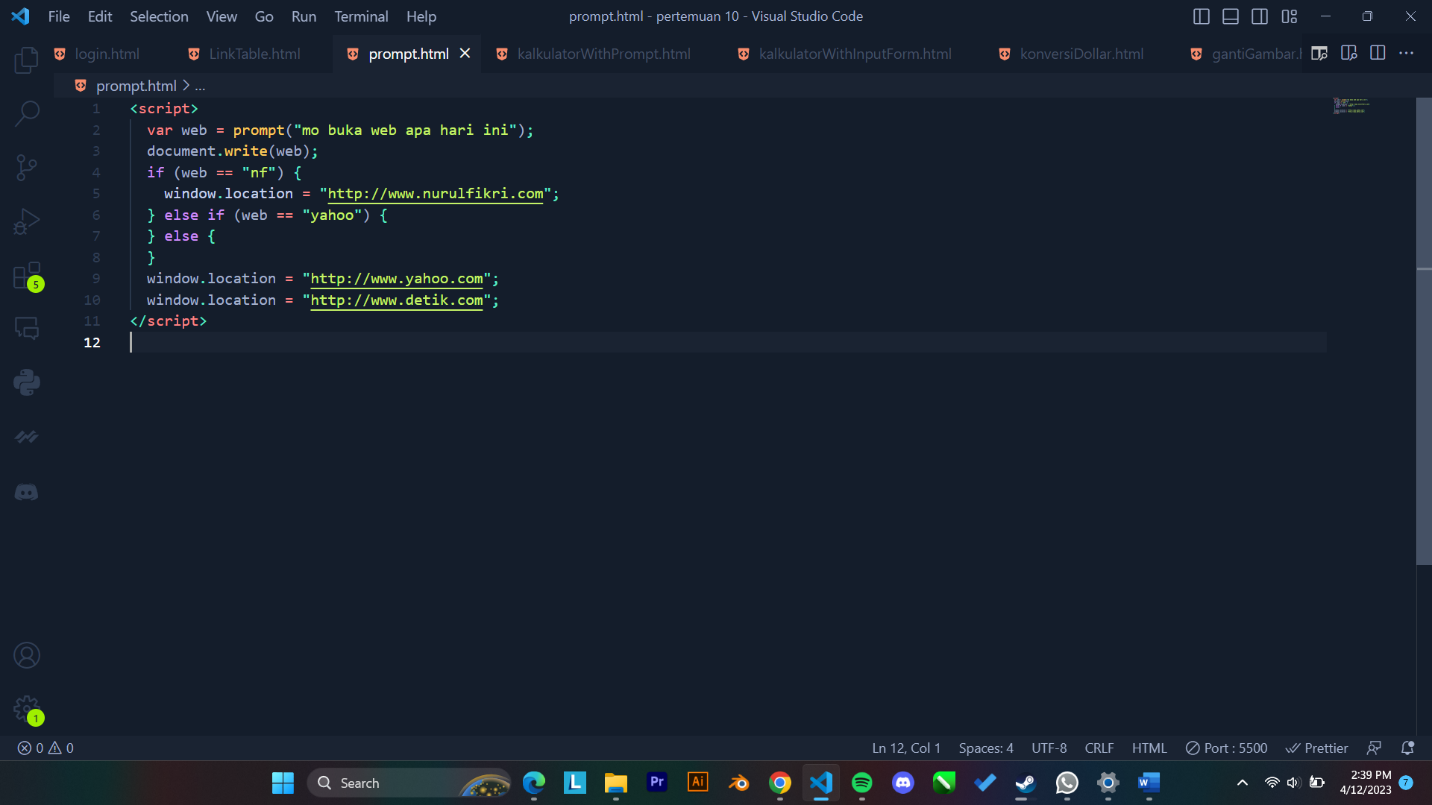 File Edit Selection View Go Run Terminal Help prompt.html - pertemuan 10 - Visual Studio Code
login.html LinkTable.html prompt.html kalkulatorWithPrompt.html kalkulatorWithInputForm.html konversiDollar.html gantiGambar.h
prompt.html > ...
1 <script>
2 var web = prompt("mo buka web apa hari ini");
3 document.write(web);
4 if (web == "nf") {
5 window.location = "http://www.nurulfikri.com";
6 } else if (web == "yahoo") {
7 } else {
8 }
9 window.location = "http://www.yahoo.com";
10 window.location = "http://www.detik.com";
11 </script>
12
5
1
0 0 Ln 12, Col 1 Spaces: 4 UTF-8 CRLF HTML Port : 5500 Prettier
Search L Pr Ai W 2:39 PM
4/12/2023 7